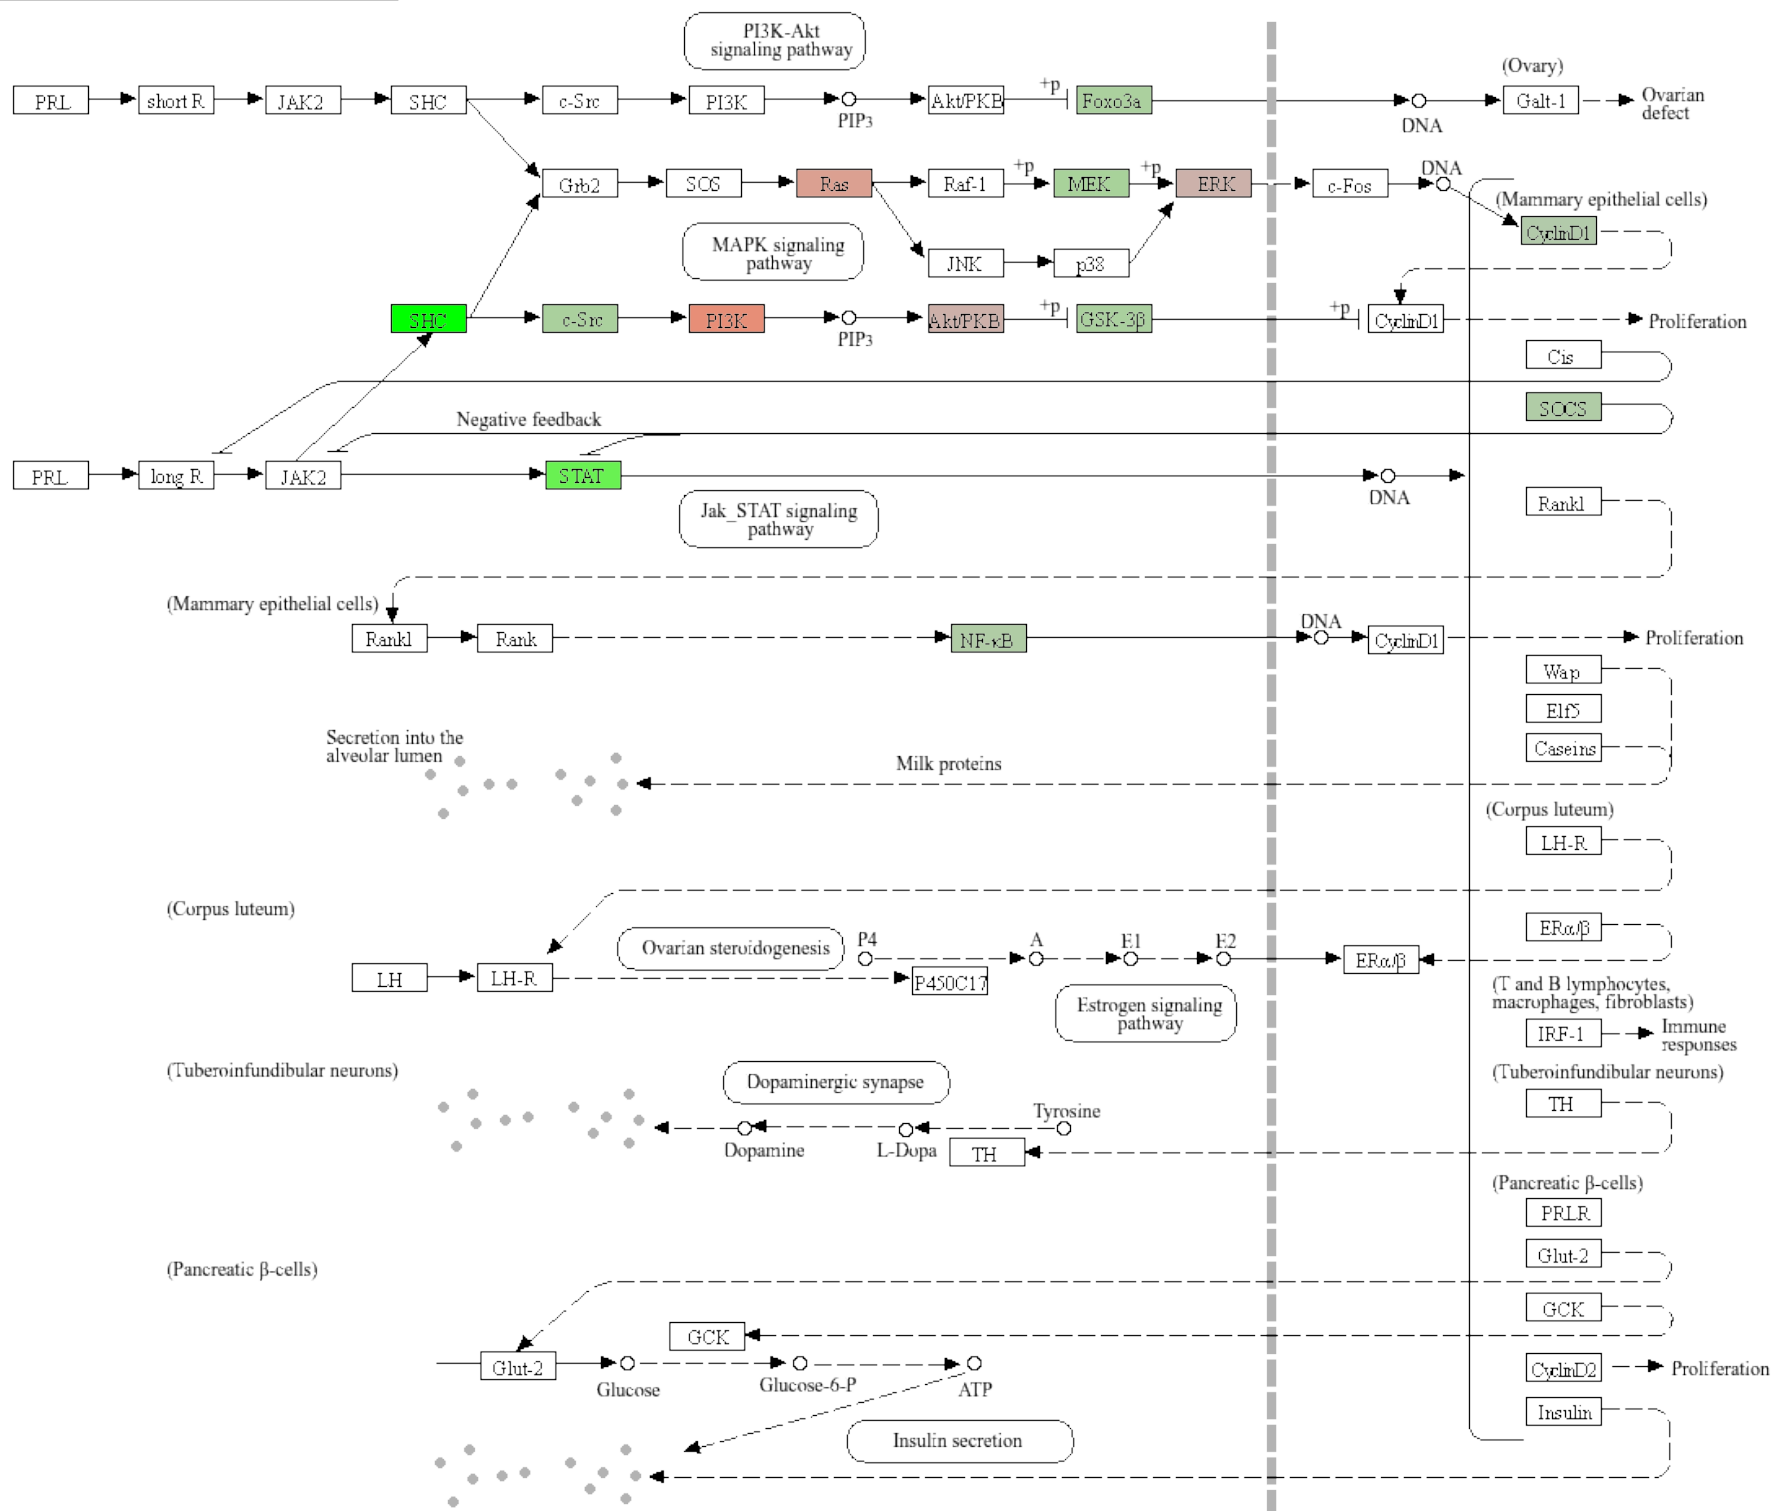 PI3K-Akt
signaling pathway
(Ovary)
PRL
short R
JAK2
SHC
c-Src
PI3K
PIP3
Akt/PKB
+p
Foxo3a
DNA
Galt-1
Ovarian
defect
Grb2
SOS
Ras
Raf-1
+p
MEK
+p
ERK
c-Fos
DNA
(Mammary epithelial cells)
CyclinD1
MAPK signaling
pathway
JNK
p38
SHC
c-Src
PI3K
PIP3
Akt/PKB
+p
GSK-3β
+p
CyclinD1
Proliferation
Cis
SOCS
Negative feedback
PRL
long R
JAK2
STAT
DNA
Jak_STAT signaling
pathway
Rankl
(Mammary epithelial cells)
Rankl
Rank
NF-κB
DNA
CyclinD1
Proliferation
Wap
Elf5
Caseins
Secretion into the
alveolar lumen
Milk proteins
(Corpus luteum)
LH-R
(Corpus luteum)
ERα/β
Ovarian steroidogenesis
P4
A
E1
E2
LH
LH-R
P450C17
ERα/β
Estrogen signaling
pathway
(T and B lymphocytes,
macrophages, fibroblasts)
IRF-1
Immune
responses
(Tuberoinfundibular neurons)
(Tuberoinfundibular neurons)
Dopaminergic synapse
TH
Tyrosine
Dopamine
L-Dopa
TH
(Pancreatic β-cells)
PRLR
Glut-2
(Pancreatic β-cells)
GCK
GCK
Glut-2
Glucose
Glucose-6-P
ATP
CyclinD2
Proliferation
Insulin
Insulin secretion